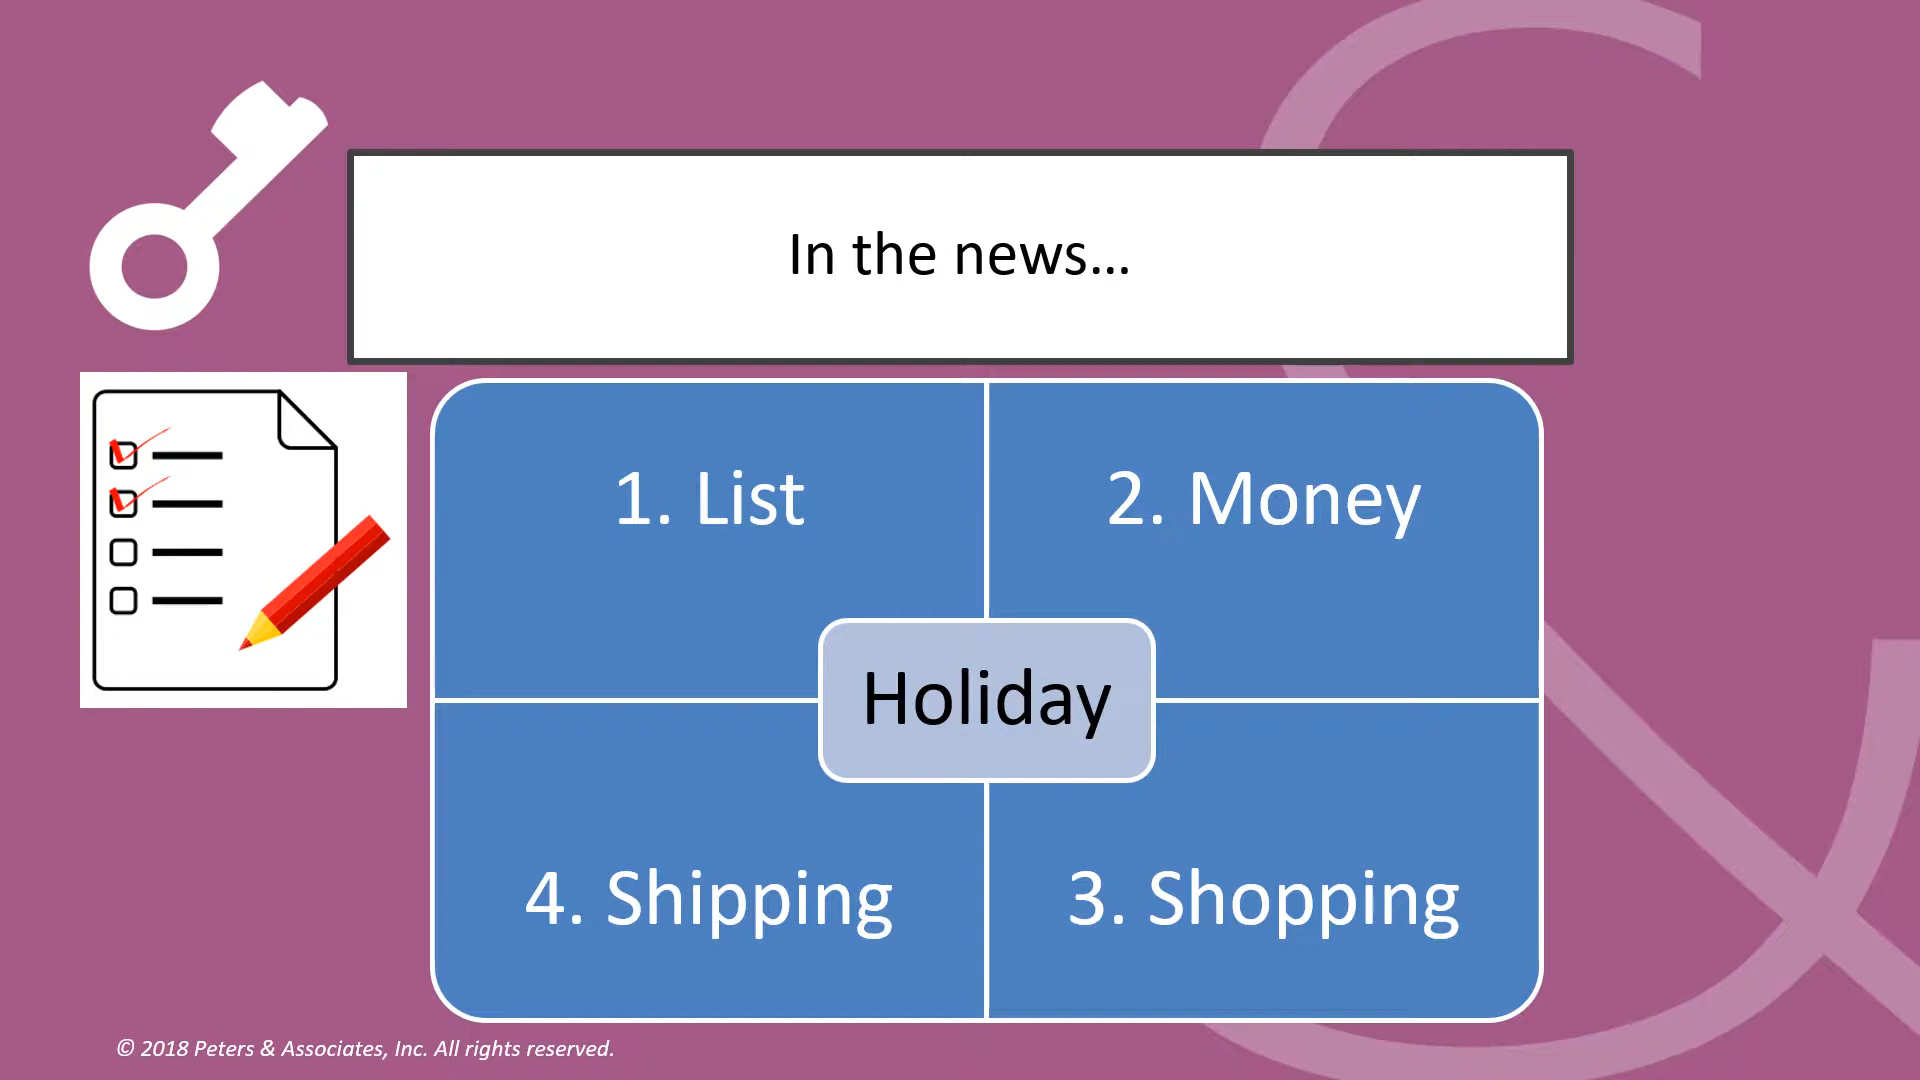 In the news...
1. List
2. Money
Holiday
4. Shipping
3. Shopping
© 2018 Peters & Associates, Inc. All rights reserved.